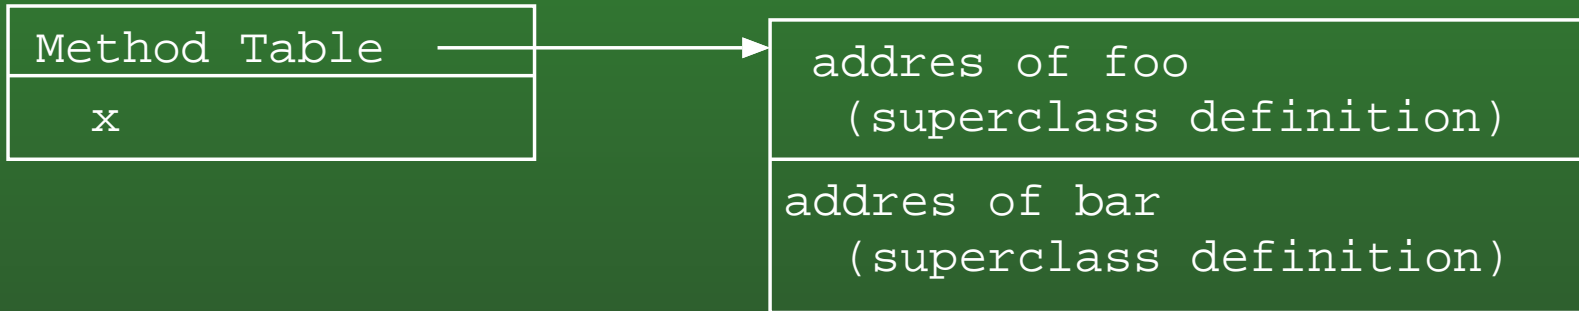 Method Table
x
addres of foo
(superclass definition)
addres of bar
(superclass definition)